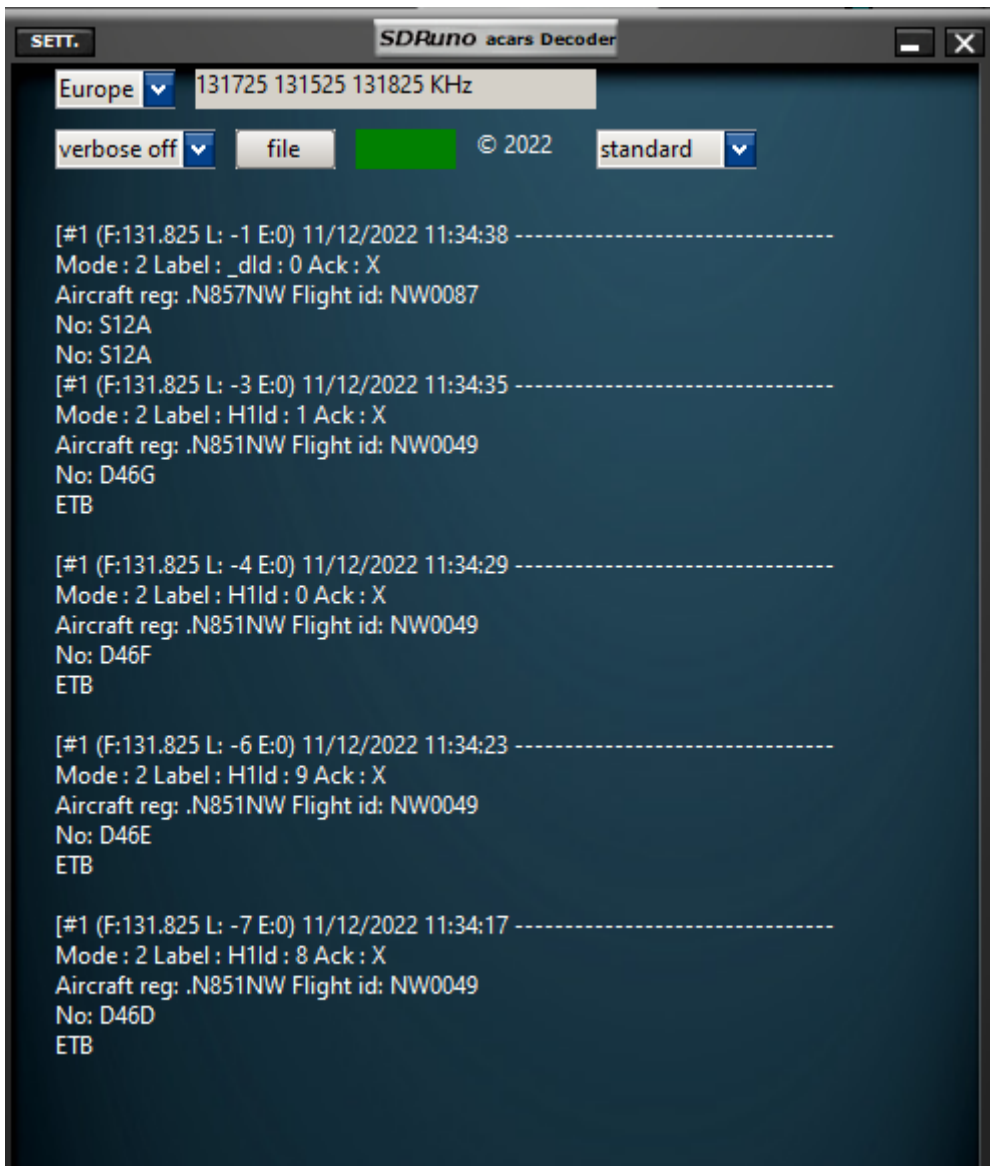 SETT.
SDRuno acars Decoder
Europe
131725 131525 131825 KHz
verbose off
file
© 2022
standard
[#1 (F:131.825 L: -1 E:0) 11/12/2022 11:34:38 --------------------------------
Mode : 2 Label : _dId : 0 Ack : X
Aircraft reg: .N857NW Flight id: NW0087
No: S12A
No: S12A
[#1 (F:131.825 L: -3 E:0) 11/12/2022 11:34:35 --------------------------------
Mode : 2 Label : H1Id : 1 Ack : X
Aircraft reg: .N851NW Flight id: NW0049
No: D46G
ETB
[#1 (F:131.825 L: -4 E:0) 11/12/2022 11:34:29 --------------------------------
Mode : 2 Label : H1Id : 0 Ack : X
Aircraft reg: .N851NW Flight id: NW0049
No: D46F
ETB
[#1 (F:131.825 L: -6 E:0) 11/12/2022 11:34:23 --------------------------------
Mode : 2 Label : H1Id : 9 Ack : X
Aircraft reg: .N851NW Flight id: NW0049
No: D46E
ETB
[#1 (F:131.825 L: -7 E:0) 11/12/2022 11:34:17 --------------------------------
Mode : 2 Label : H1Id : 8 Ack : X
Aircraft reg: .N851NW Flight id: NW0049
No: D46D
ETB